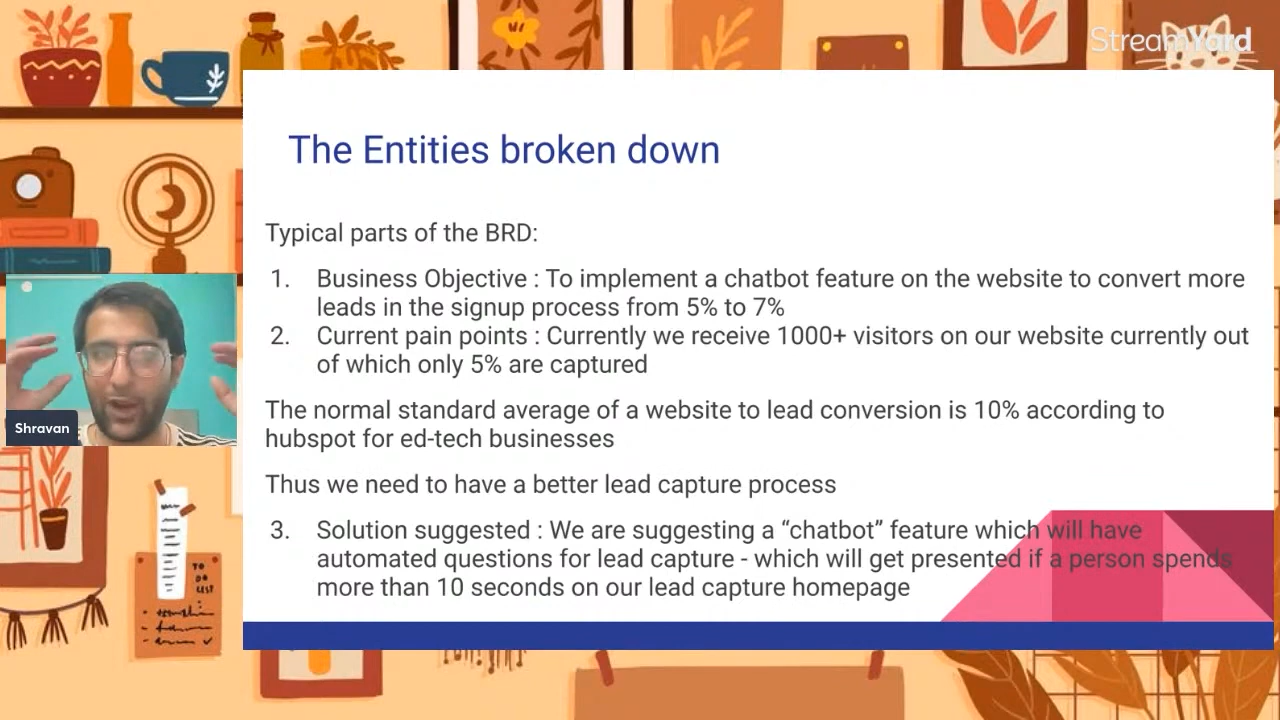 StreamYard
The Entities broken down
Typical parts of the BRD:
1. Business Objective : To implement a chatbot feature on the website to convert more
leads in the signup process from 5% to 7%
2. Current pain points : Currently we receive 1000+ visitors on our website currently out
of which only 5% are captured
The normal standard average of a website to lead conversion is 10% according to
hubspot for ed-tech businesses
Thus we need to have a better lead capture process
3. Solution suggested : We are suggesting a “chatbot” feature which will have
automated questions for lead capture - which will get presented if a person spends
more than 10 seconds on our lead capture homepage
Shravan
TO
DO
LIST